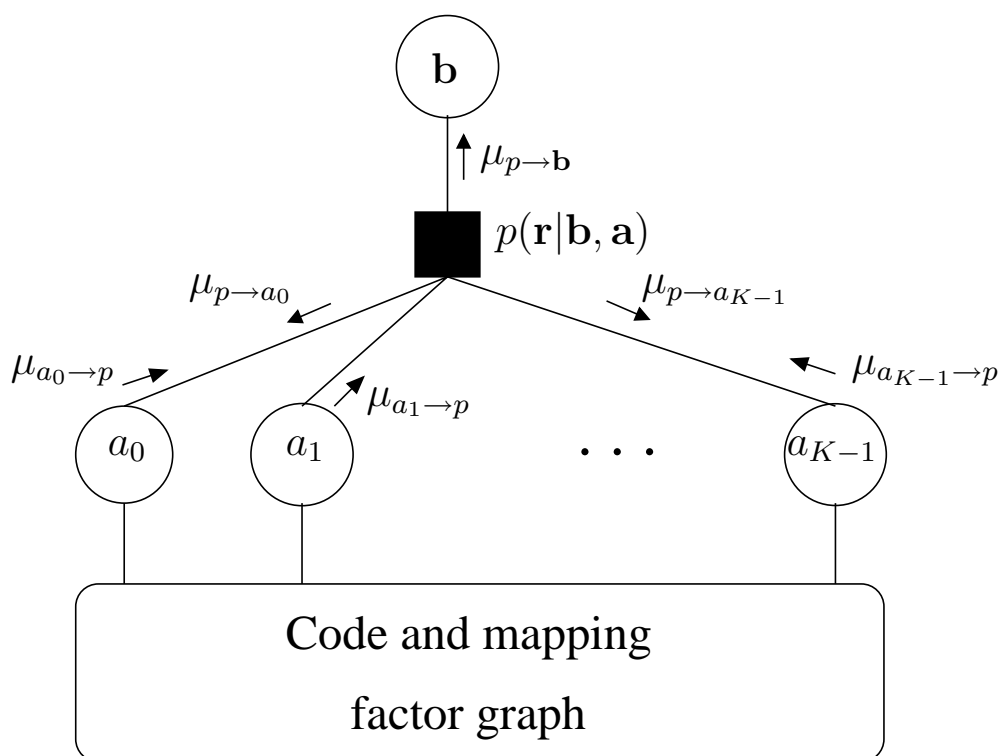 b
μ_{p→b}
p(r|b, a)
μ_{p→a_0}
μ_{p→a_{K−1}}
μ_{a_0→p}
μ_{a_1→p}
μ_{a_{K−1}→p}
a_0
a_1
· · ·
a_{K−1}
Code and mapping
factor graph